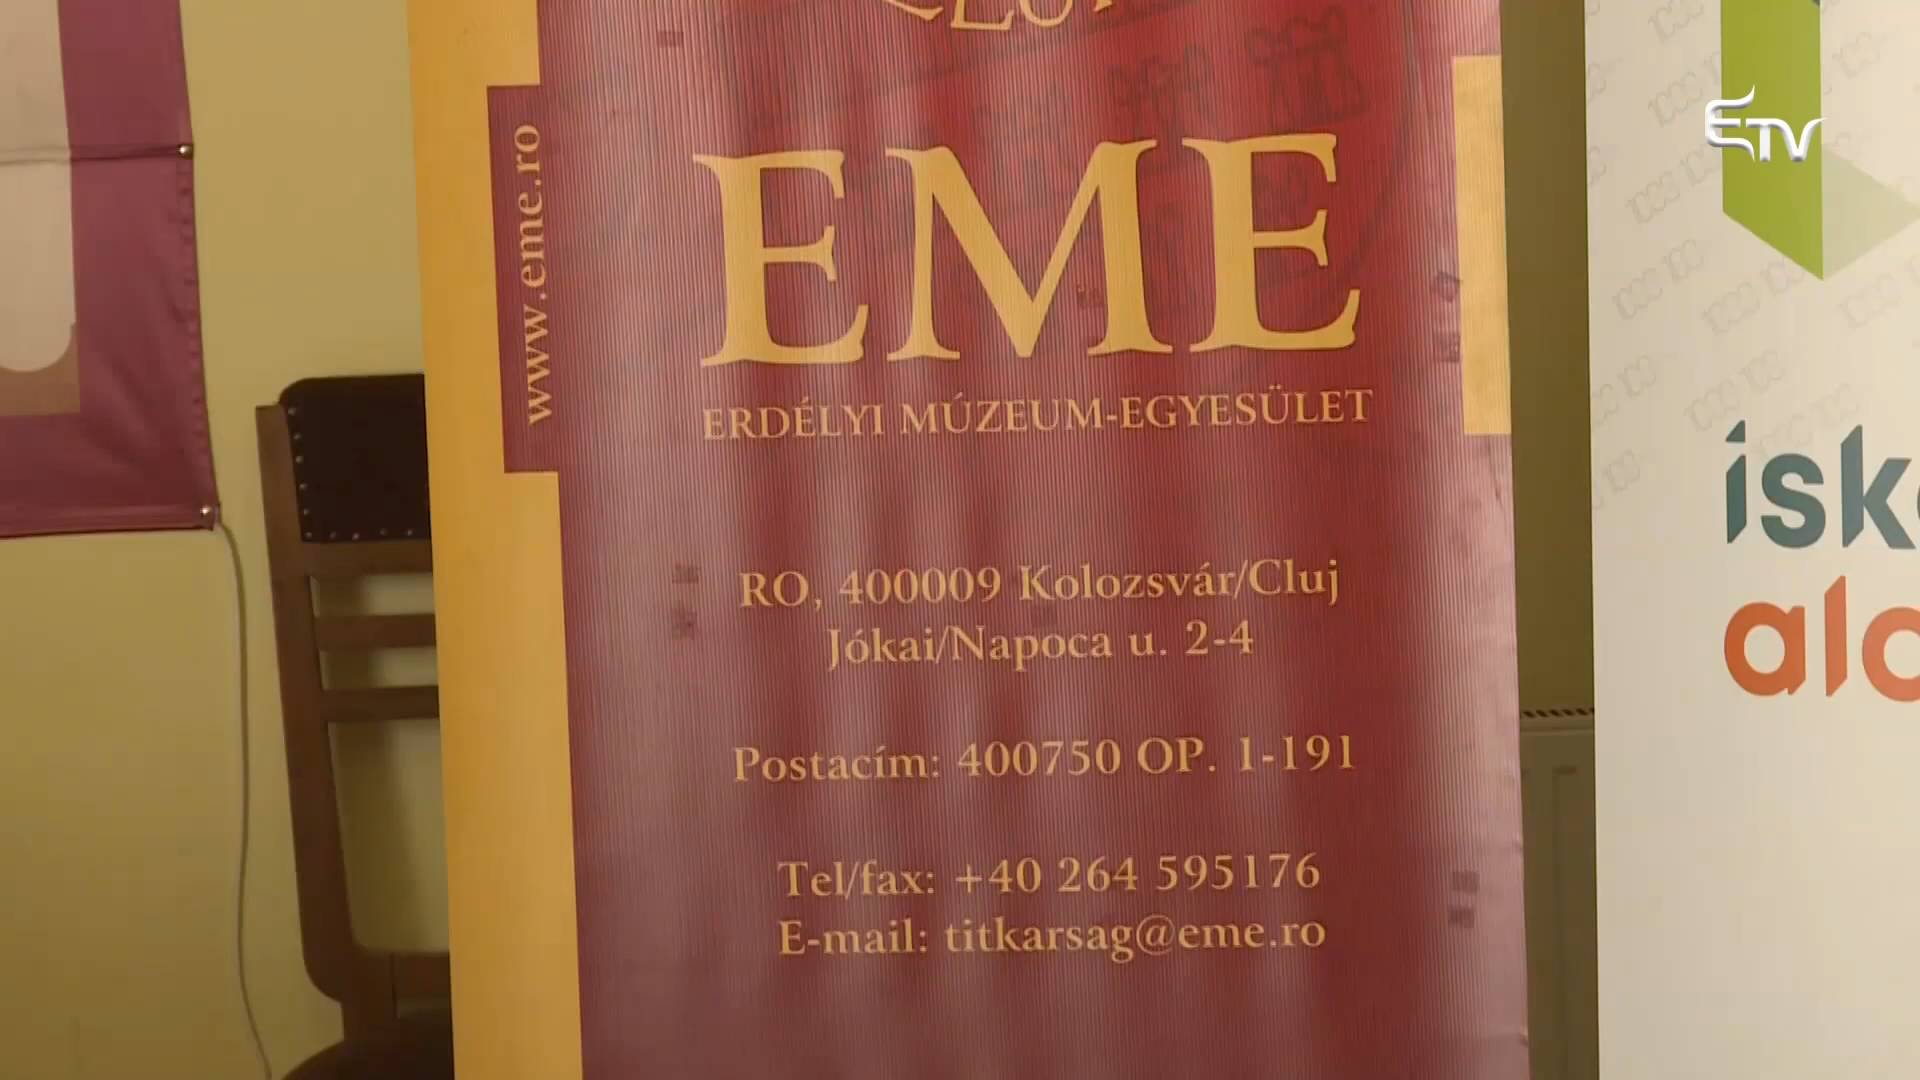 www.eme.ro
EME
ERDÉLYI MÚZEUM-EGYESÜLET
RO, 400009 Kolozsvár/Cluj
Jókai/Napoca u. 2-4
Postacím: 400750 OP. 1-191
Tel/fax: +40 264 595176
E-mail: titkarsag@eme.ro
ETV